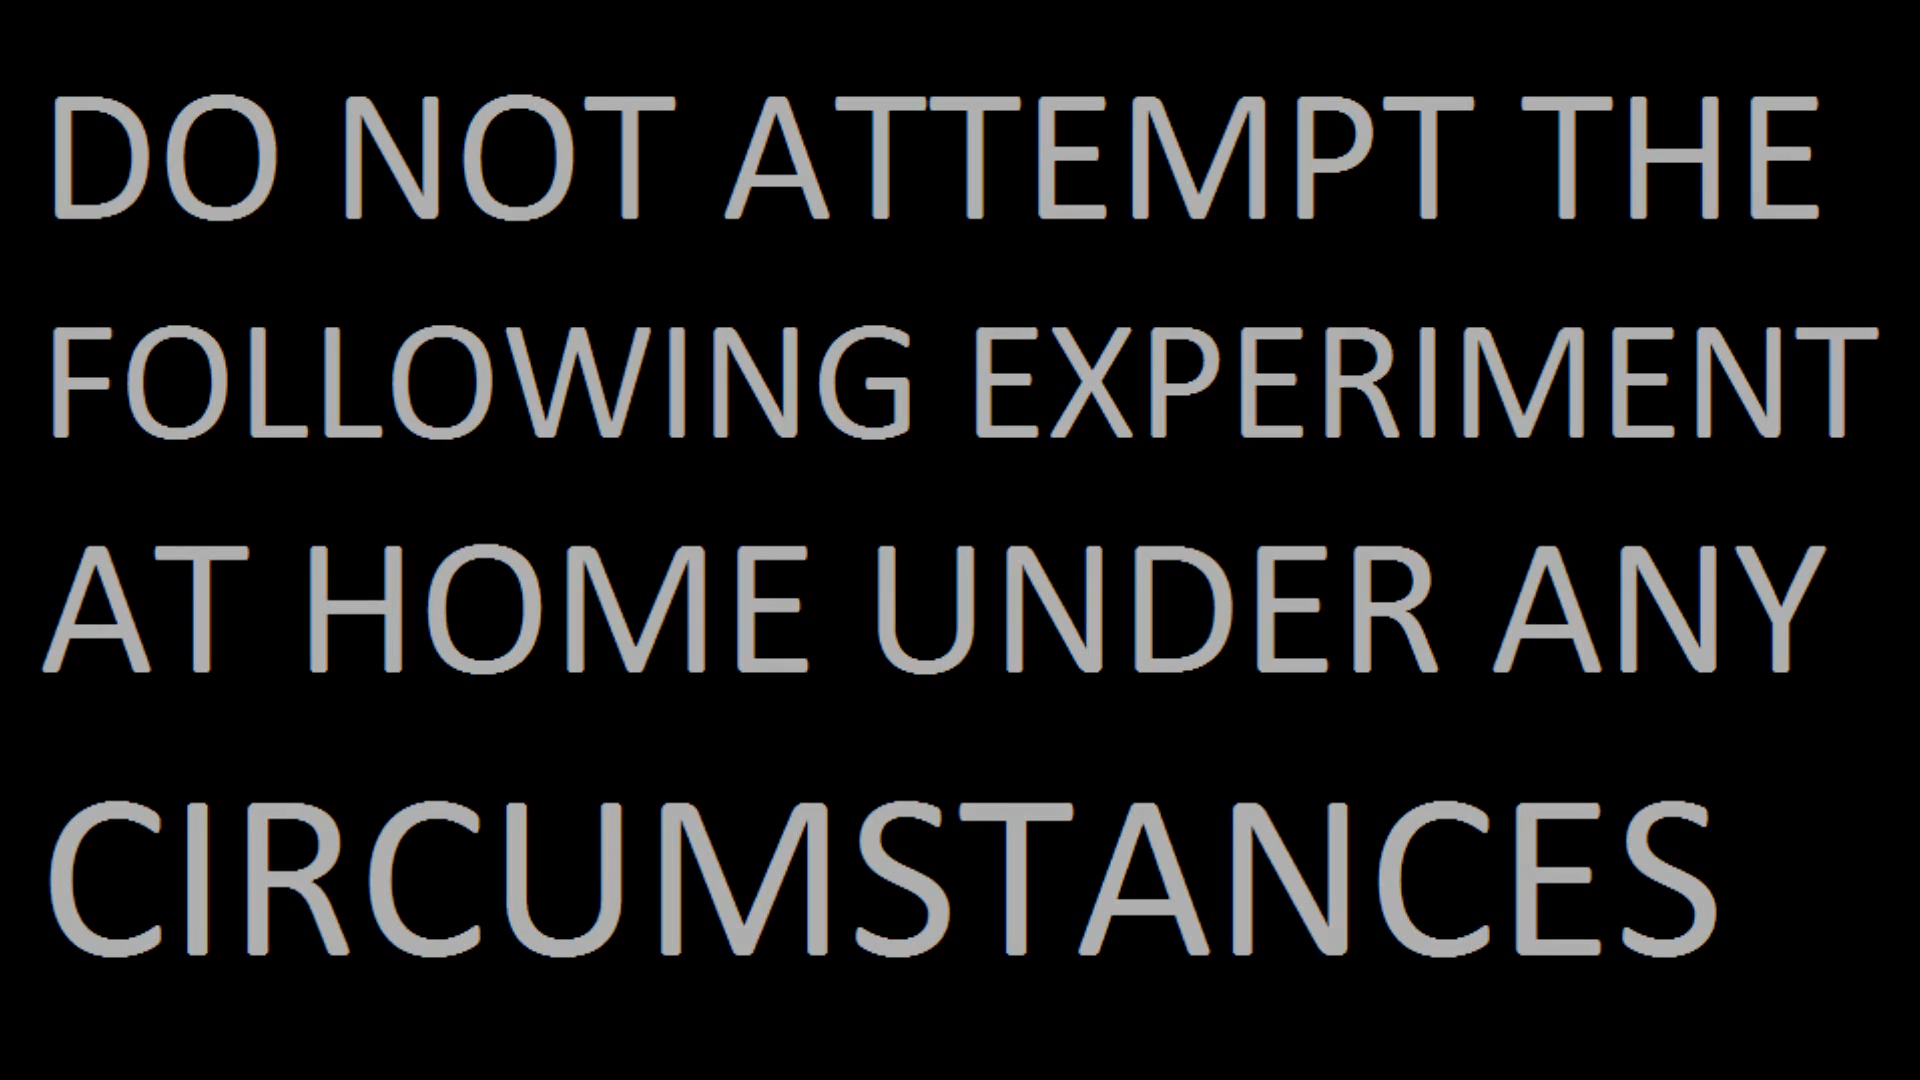 DO NOT ATTEMPT THE
FOLLOWING EXPERIMENT
AT HOME UNDER ANY
CIRCUMSTANCES